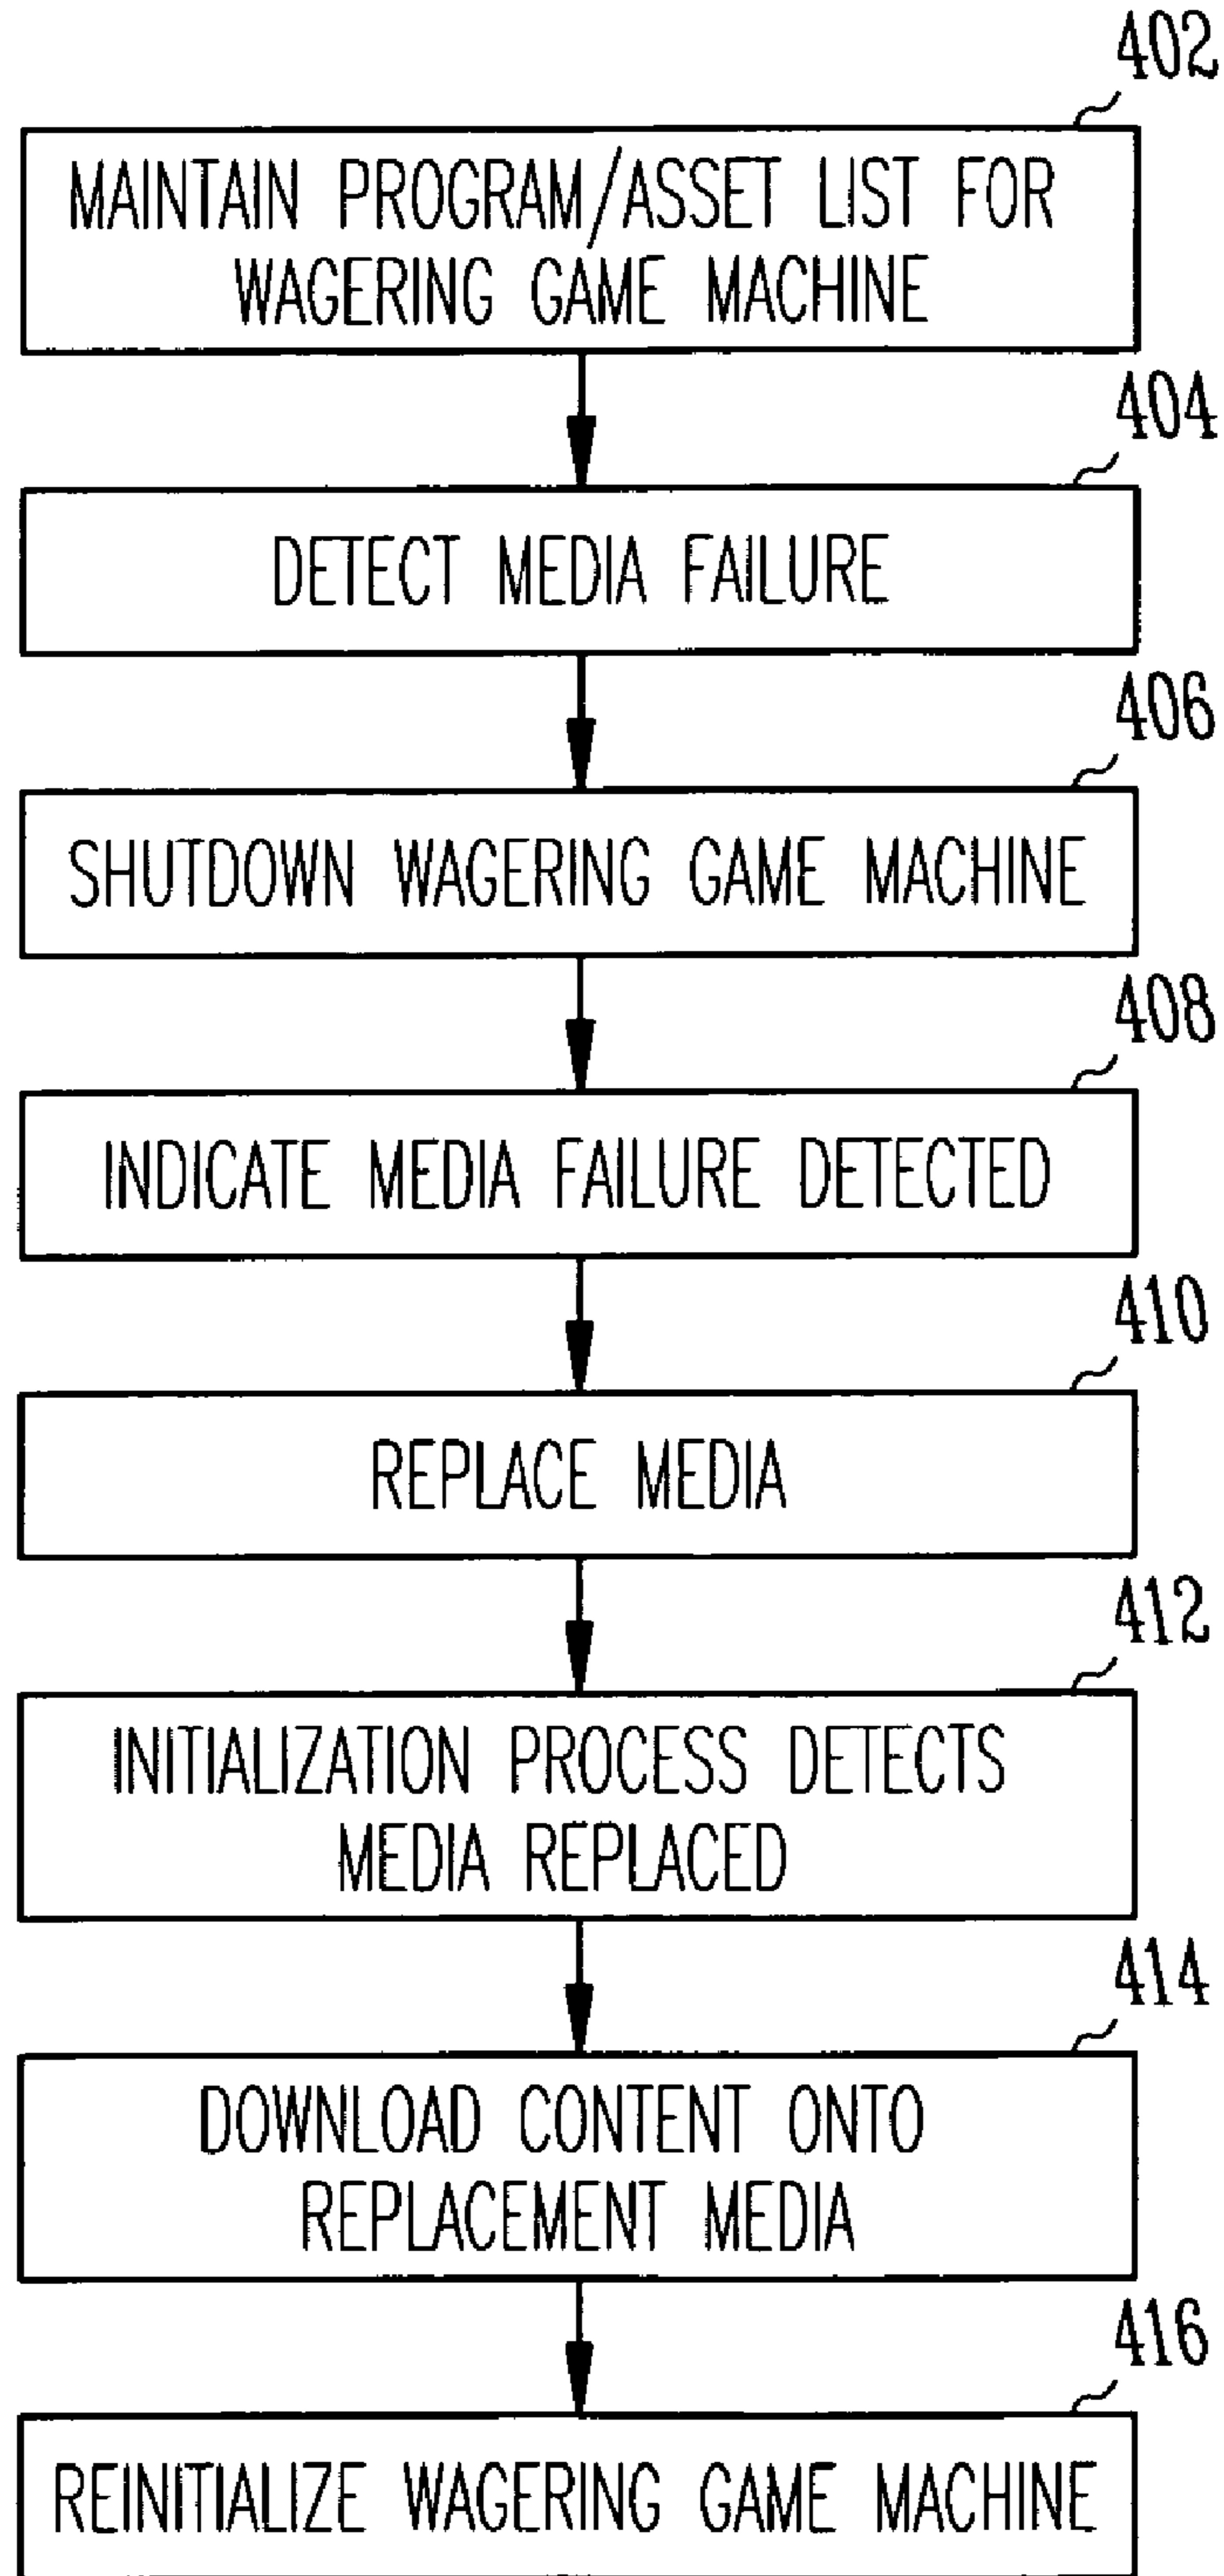 402
MAINTAIN PROGRAM/ASSET LIST FOR
WAGERING GAME MACHINE
404
DETECT MEDIA FAILURE
406
SHUTDOWN WAGERING GAME MACHINE
408
INDICATE MEDIA FAILURE DETECTED
410
REPLACE MEDIA
412
INITIALIZATION PROCESS DETECTS
MEDIA REPLACED
414
DOWNLOAD CONTENT ONTO
REPLACEMENT MEDIA
416
REINITIALIZE WAGERING GAME MACHINE